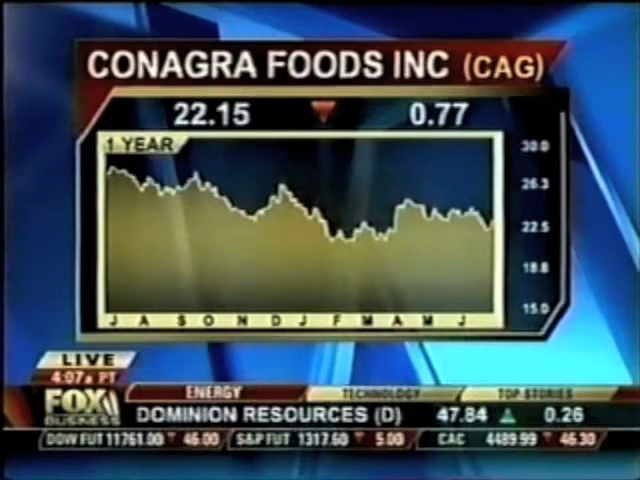 CONAGRA FOODS INC (CAG)
22.15 0.77
1 YEAR
30.0
26.3
22.5
18.8
15.0
J A S O N D J F M A M J
LIVE
4:07a PT
ENERGY TECHNOLOGY TOP STORIES
FOX BUSINESS
DOMINION RESOURCES (D) 47.84 0.26
DOW FUT 11761.00 46.00 S&P FUT 1317.60 5.00 CAC 4489.99 46.30